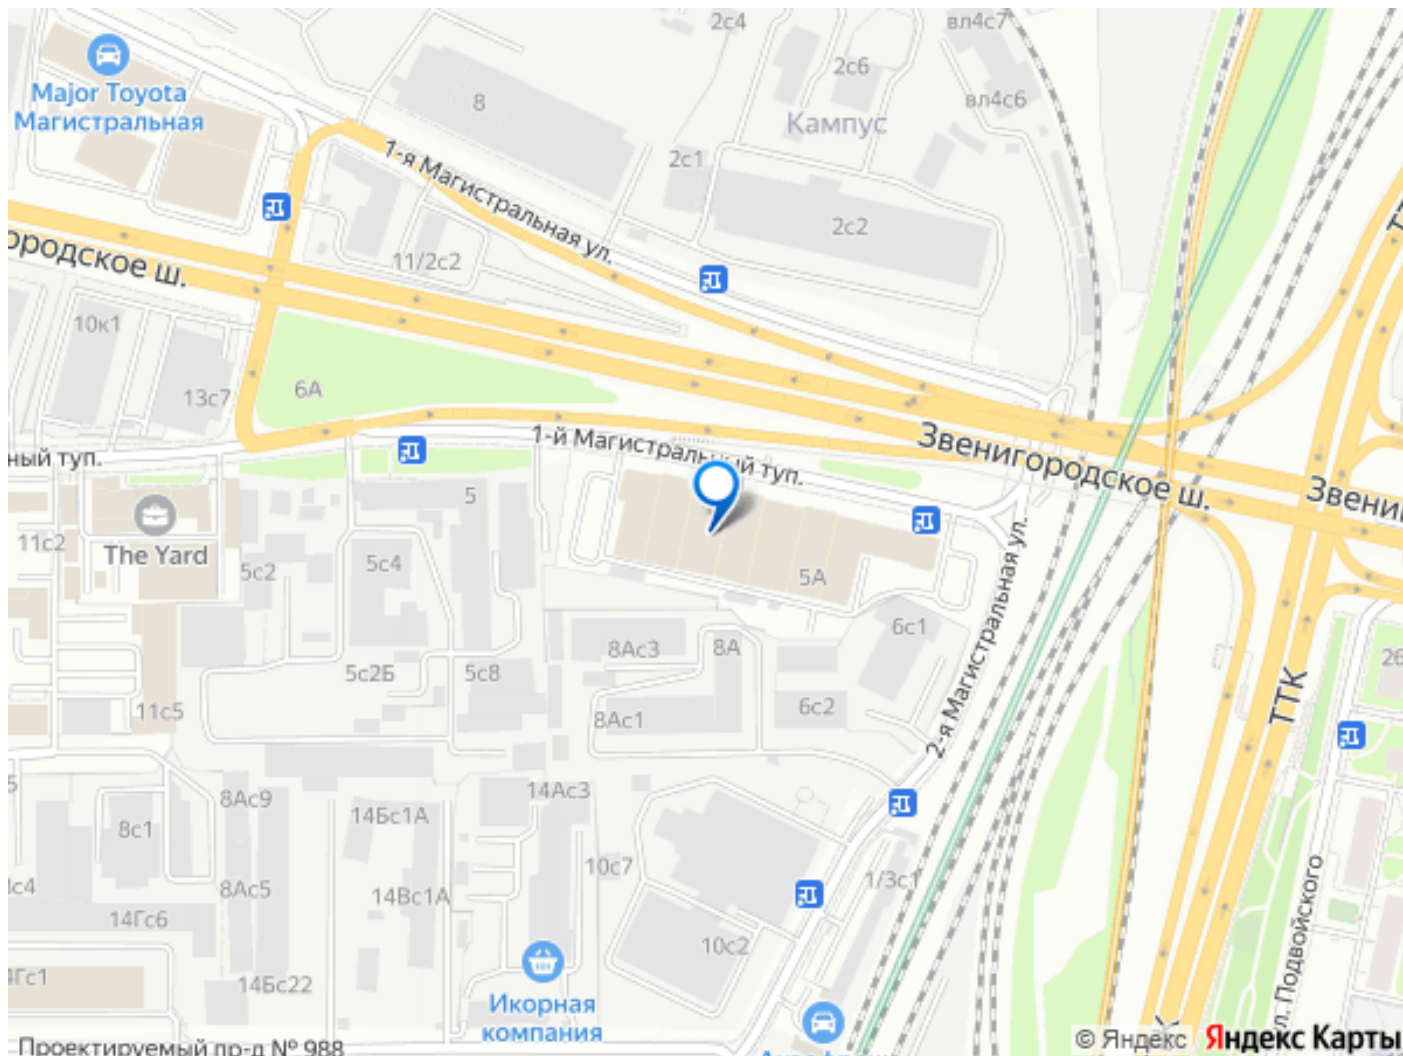 2с4
вл4с7
Major Toyota
Магистральная
8
2с6
вл4с6
Кампус
1-я Магистральная ул.
2с1
2с2
11/2с2
ородское ш.
10к1
13с7
6А
1-й Магистральный туп.
Звенигородское ш.
ный туп.
ТТК
5
11с2
The Yard
5с2
5с4
5А
2-я Магистральная ул.
6с1
8Ас3
8А
5с2Б
5с8
26
11с5
8Ас1
6с2
8Ас9
14Бс1А
14Ас3
8с1
8Ас5
14Вс1А
10с7
1/3с1
14Гс6
10с2
14Бс22
Икорная
компания
л. Подвойского
Проектируемый пр-д № 988
© Яндекс Яндекс Карты